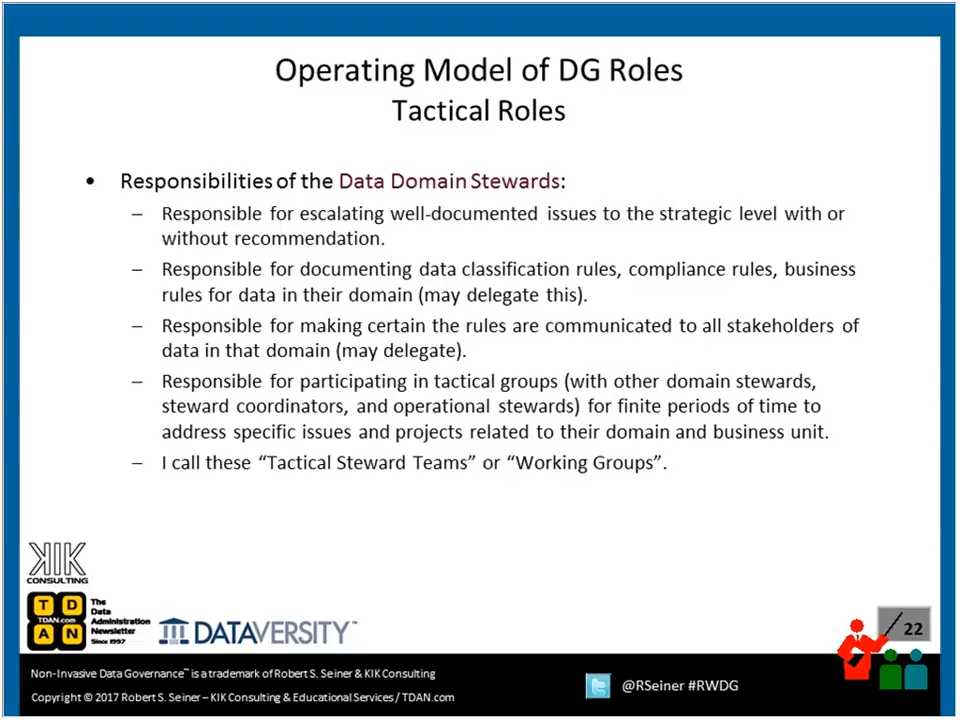 Operating Model of DG Roles
Tactical Roles
• Responsibilities of the Data Domain Stewards:
– Responsible for escalating well-documented issues to the strategic level with or
without recommendation.
– Responsible for documenting data classification rules, compliance rules, business
rules for data in their domain (may delegate this).
– Responsible for making certain the rules are communicated to all stakeholders of
data in that domain (may delegate).
– Responsible for participating in tactical groups (with other domain stewards,
steward coordinators, and operational stewards) for finite periods of time to
address specific issues and projects related to their domain and business unit.
– I call these “Tactical Steward Teams” or “Working Groups”.
KIK
CONSULTING
T D
TDAN.com
A N
The
Data
Administration
Newsletter
Since 1997
DATAVERSITY™
22
Non-Invasive Data Governance™ is a trademark of Robert S. Seiner & KIK Consulting
Copyright © 2017 Robert S. Seiner – KIK Consulting & Educational Services / TDAN.com
@RSeiner #RWDG